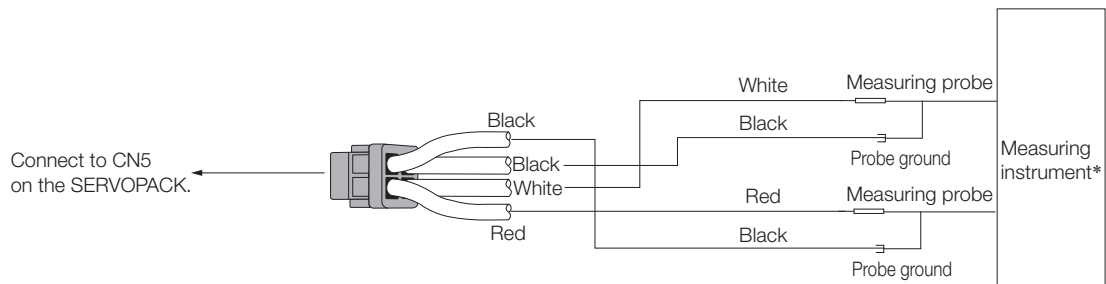 White
Measuring probe
Black
Black
Probe ground
Connect to CN5
on the SERVOPACK.
Black
White
Measuring
instrument*
Measuring probe
Red
Red
Black
Probe ground